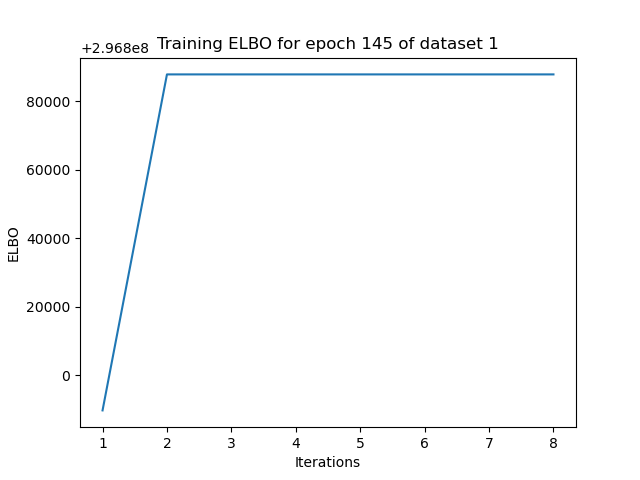 +2.968e8
Training ELBO for epoch 145 of dataset 1
80000
60000
40000
20000
0
ELBO
1 2 3 4 5 6 7 8
Iterations